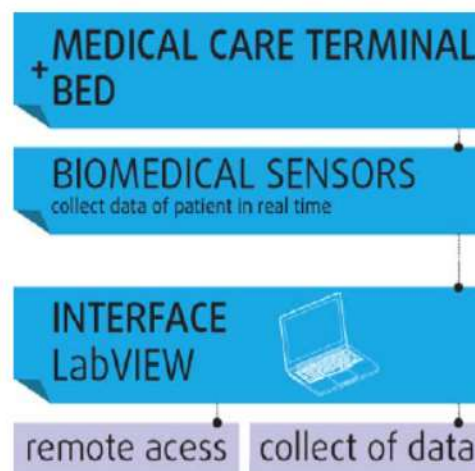 + MEDICAL CARE TERMINAL
BED
BIOMEDICAL SENSORS
collect data of patient in real time
INTERFACE
LabVIEW
remote acess
collect of data